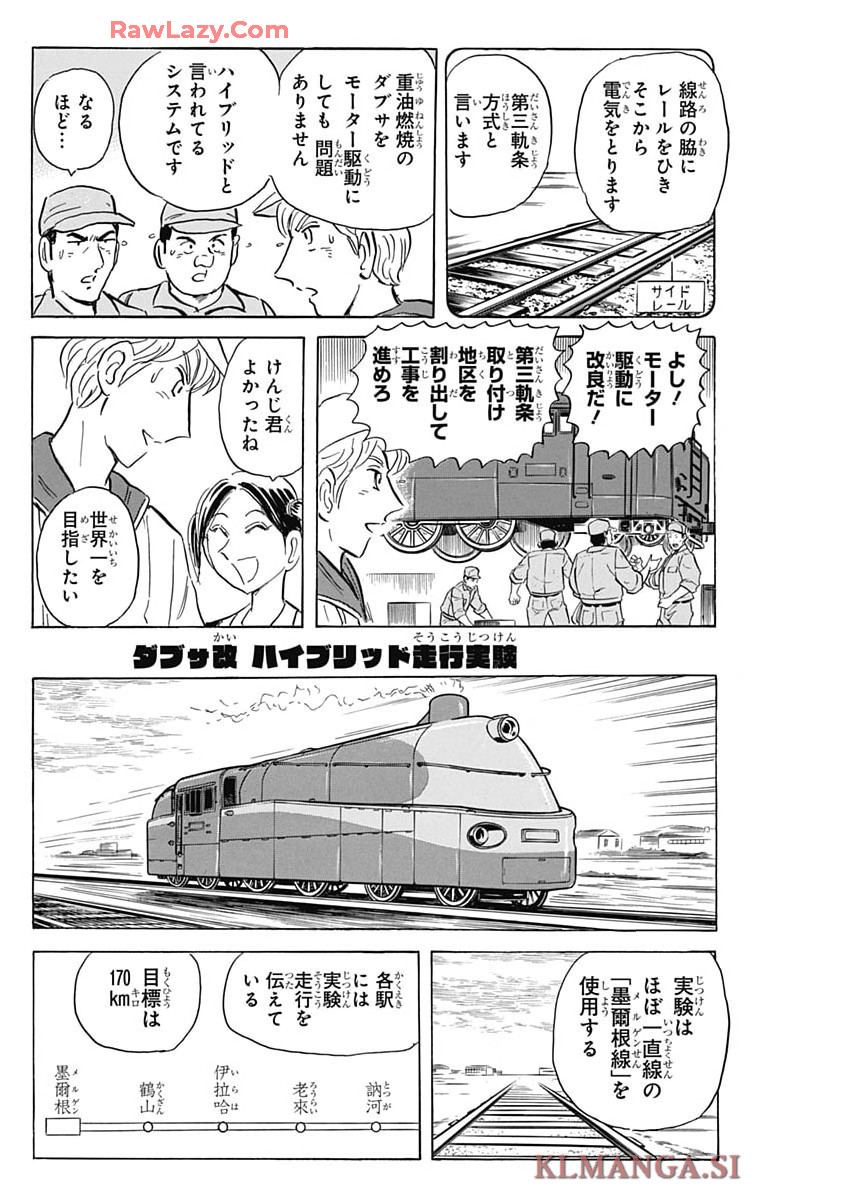 RawLazy.Com
線路の脇に
レールをひき
そこから
電気をとります
第三軌条
方式と
言います
サイド
レール
重油燃焼の
ダブサを
モーター駆動に
しても 問題
ありません
ハイブリッドと
言われてる
システムです
なる
ほど…
よし!
モーター
駆動に
改良だ!
第三軌条
取り付け
地区を
割り出して
工事を
進めろ
けんじ君
よかったね
世界一を
目指したい
ダブサ改 ハイブリッド走行実験
実験は
ほぼ一直線の
「墨爾根線」を
使用する
各駅
には
実験
走行を
伝えて
いる
目標は
170
km
訥河
老來
伊拉哈
鶴山
墨爾根
KLMANGA.SI